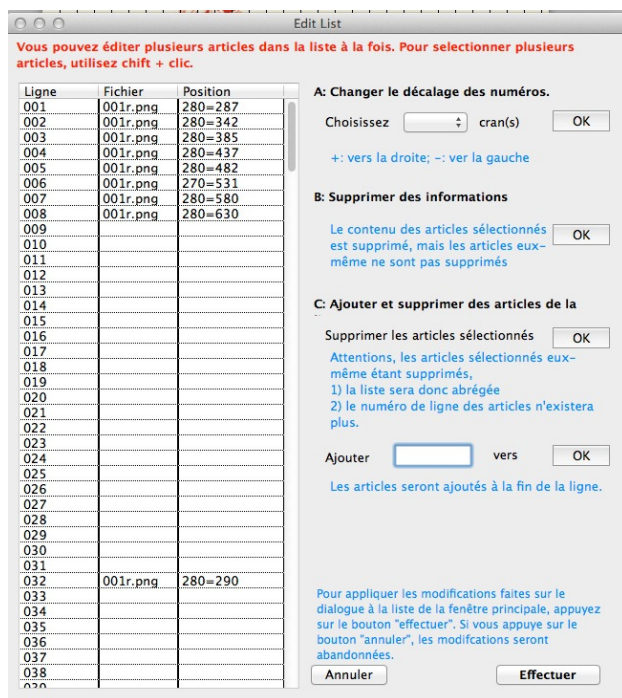 Edit List
Vous pouvez éditer plusieurs articles dans la liste à la fois. Pour selectionner plusieurs
articles, utilisez chift + clic.
Ligne Fichier Position
001 001r.png 280=287
002 001r.png 280=342
003 001r.png 280=385
004 001r.png 280=437
005 001r.png 280=482
006 001r.png 270=531
007 001r.png 280=580
008 001r.png 280=630
009
010
011
012
013
014
015
016
017
018
019
020
021
022
023
024
025
026
027
028
029
030
031
032 001r.png 280=290
033
034
035
036
037
038
A: Changer le décalage des numéros.
Choisissez cran(s) OK
+: vers la droite; -: ver la gauche
B: Supprimer des informations
Le contenu des articles sélectionnés
est supprimé, mais les articles eux-
même ne sont pas supprimés
OK
C: Ajouter et supprimer des articles de la
Supprimer les articles sélectionnés OK
Attentions, les articles sélectionnés eux-
même étant supprimés,
1) la liste sera donc abrégée
2) le numéro de ligne des articles n'existera
plus.
Ajouter vers OK
Les articles seront ajoutés à la fin de la ligne.
Pour appliquer les modifications faites sur le
dialogue à la liste de la fenêtre principale, appuyez
sur le bouton "effectuer". Si vous appuye sur le
bouton "annuler", les modifcations seront
abandonnées.
Annuler Effectuer